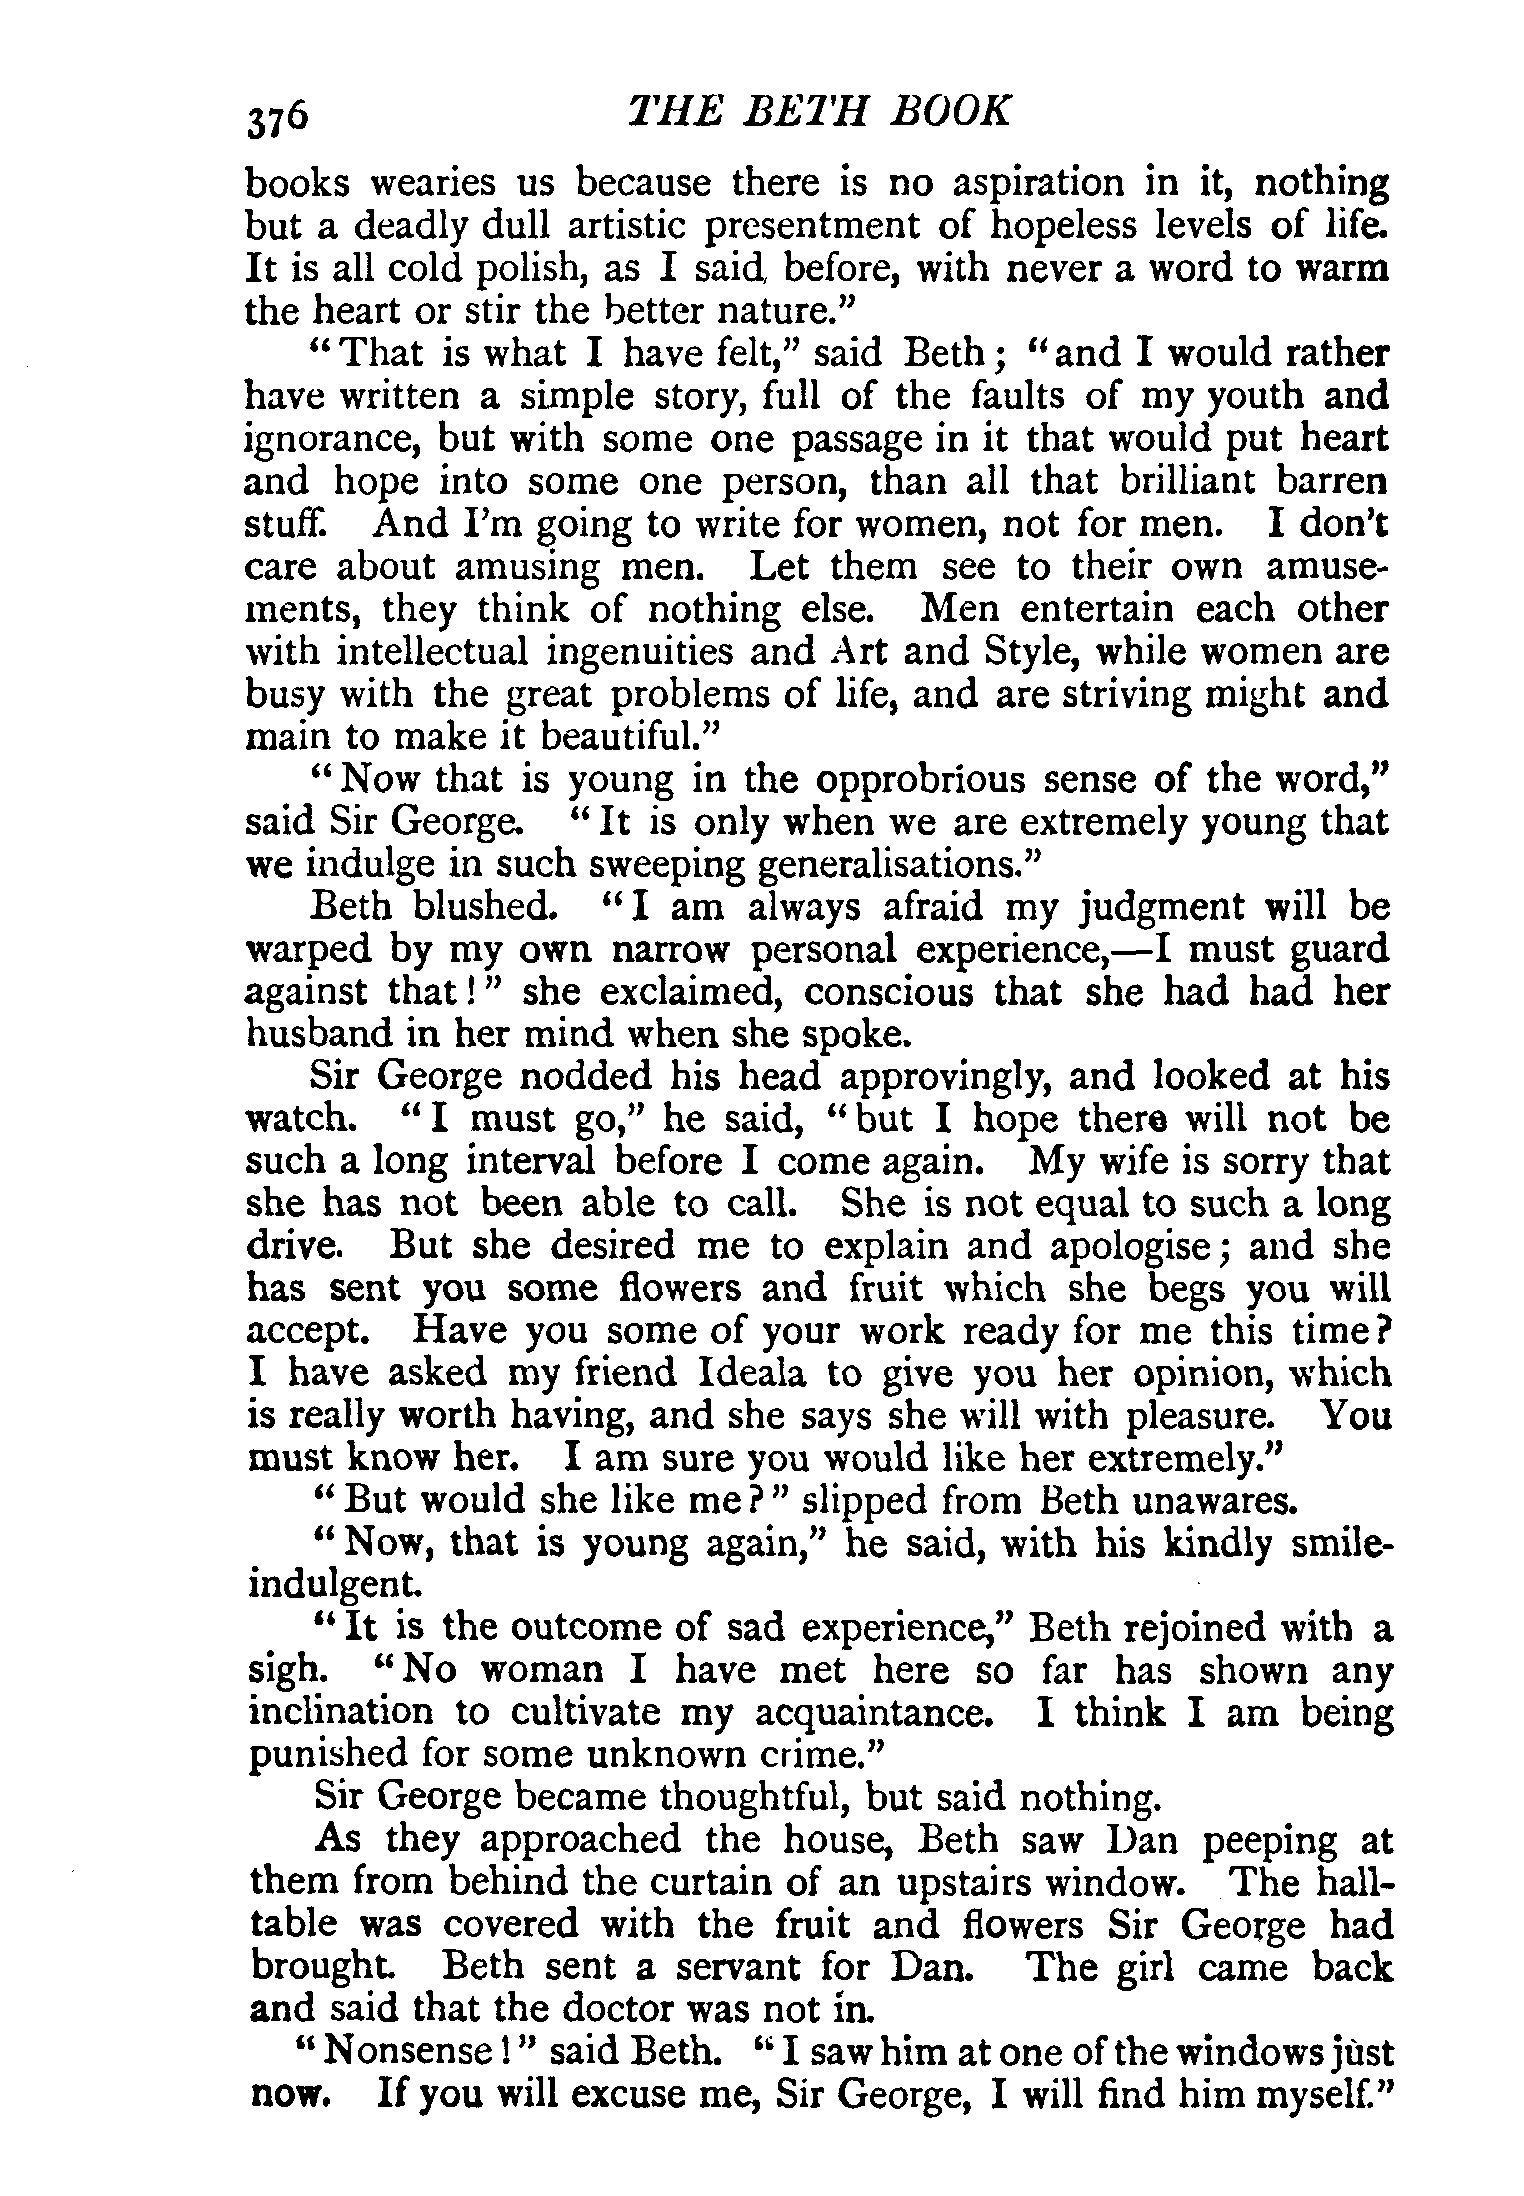 376 THE BETH BOOK
books wearies us because there is no aspiration in it, nothing
but a deadly dull artistic presentment of hopeless levels of life.
It is all cold polish, as I said, before, with never a word to warm
the heart or stir the better nature.”
“That is what I have felt,” said Beth; “and I would rather
have written a simple story, full of the faults of my youth and
ignorance, but with some one passage in it that would put heart
and hope into some one person, than all that brilliant barren
stuff. And I'm going to write for women, not for men. I don't
care about amusing men. Let them see to their own amuse-
ments, they think of nothing else. Men entertain each other
with intellectual ingenuities and Art and Style, while women are
busy with the great problems of life, and are striving might and
main to make it beautiful.”
“Now that is young in the opprobrious sense of the word,”
said Sir George. “It is only when we are extremely young that
we indulge in such sweeping generalisations.”
Beth blushed. “I am always afraid my judgment will be
warped by my own narrow personal experience,—I must guard
against that!” she exclaimed, conscious that she had had her
husband in her mind when she spoke.
Sir George nodded his head approvingly, and looked at his
watch. “I must go,” he said, “but I hope there will not be
such a long interval before I come again. My wife is sorry that
she has not been able to call. She is not equal to such a long
drive. But she desired me to explain and apologise; and she
has sent you some flowers and fruit which she begs you will
accept. Have you some of your work ready for me this time?
I have asked my friend Ideala to give you her opinion, which
is really worth having, and she says she will with pleasure. You
must know her. I am sure you would like her extremely.”
“But would she like me?” slipped from Beth unawares.
“Now, that is young again,” he said, with his kindly smile-
indulgent.
“It is the outcome of sad experience,” Beth rejoined with a
sigh. “No woman I have met here so far has shown any
inclination to cultivate my acquaintance. I think I am being
punished for some unknown crime.”
Sir George became thoughtful, but said nothing.
As they approached the house, Beth saw Dan peeping at
them from behind the curtain of an upstairs window. The hall-
table was covered with the fruit and flowers Sir George had
brought. Beth sent a servant for Dan. The girl came back
and said that the doctor was not in.
“Nonsense!” said Beth. “I saw him at one of the windows just
now. If you will excuse me, Sir George, I will find him myself.”